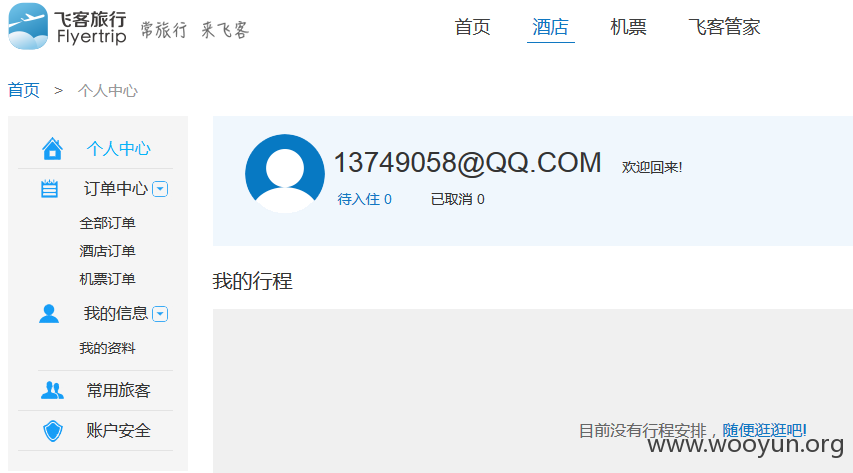 飞客旅行
Flyertrip
常旅行 来飞客
首页 酒店 机票 飞客管家
首页 > 个人中心
个人中心
订单中心
全部订单
酒店订单
机票订单
我的信息
我的资料
常用旅客
账户安全
13749058@QQ.COM 欢迎回来!
待入住 0 已取消 0
我的行程
目前没有行程安排，随便逛逛吧!
www.wooyun.org